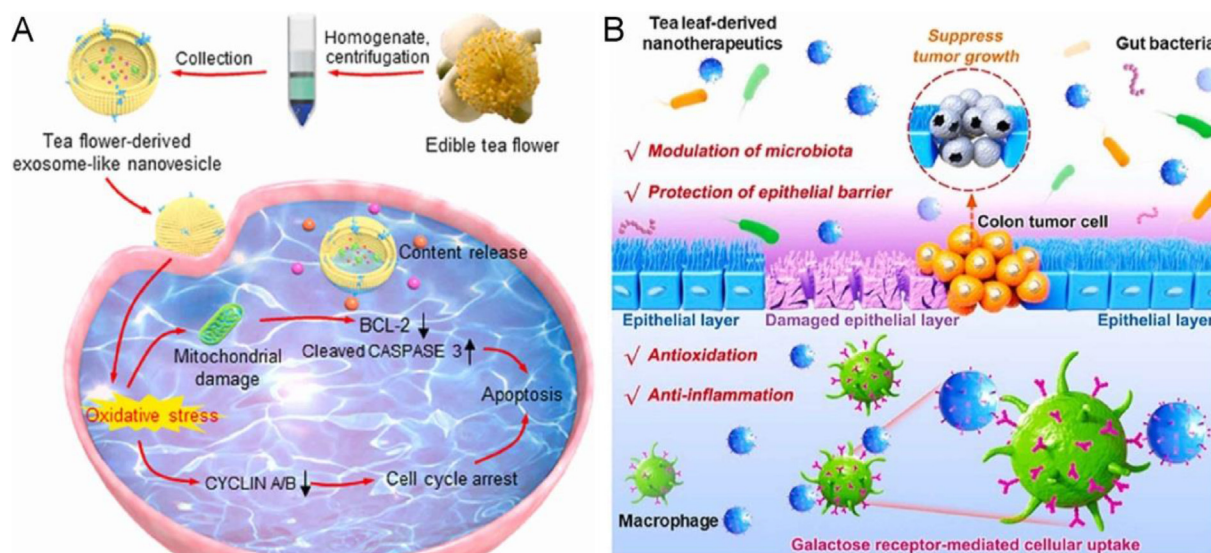 A
Collection
Homogenate,
centrifugation
Tea flower-derived
exosome-like nanovesicle
Edible tea flower
Content release
Mitochondrial
damage
BCL-2
Cleaved CASPASE 3
Apoptosis
Oxidative stress
CYCLIN A/B
Cell cycle arrest
B
Tea leaf-derived
nanotherapeutics
Suppress
tumor growth
Gut bacteria
√ Modulation of microbiota
√ Protection of epithelial barrier
Colon tumor cell
Epithelial layer
Damaged epithelial layer
Epithelial layer
√ Antioxidation
√ Anti-inflammation
Macrophage
Galactose receptor-mediated cellular uptake